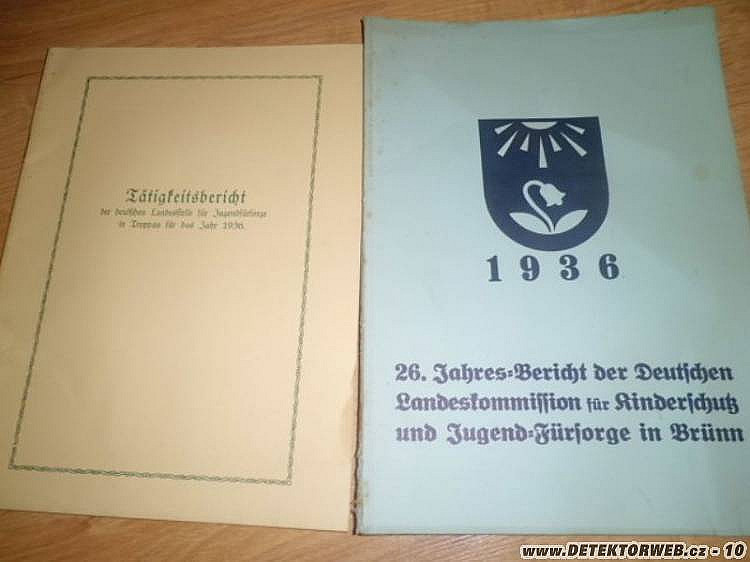 Tätigkeitsbericht
der deutschen Landesstelle für Jugendfürsorge
in Troppau für das Jahr 1936.
1936
26. Jahres=Bericht der Deutschen
Landeskommission für Kinderschutz
und Jugend=Fürsorge in Brünn
www.DETEKTORWEB.cz - 10